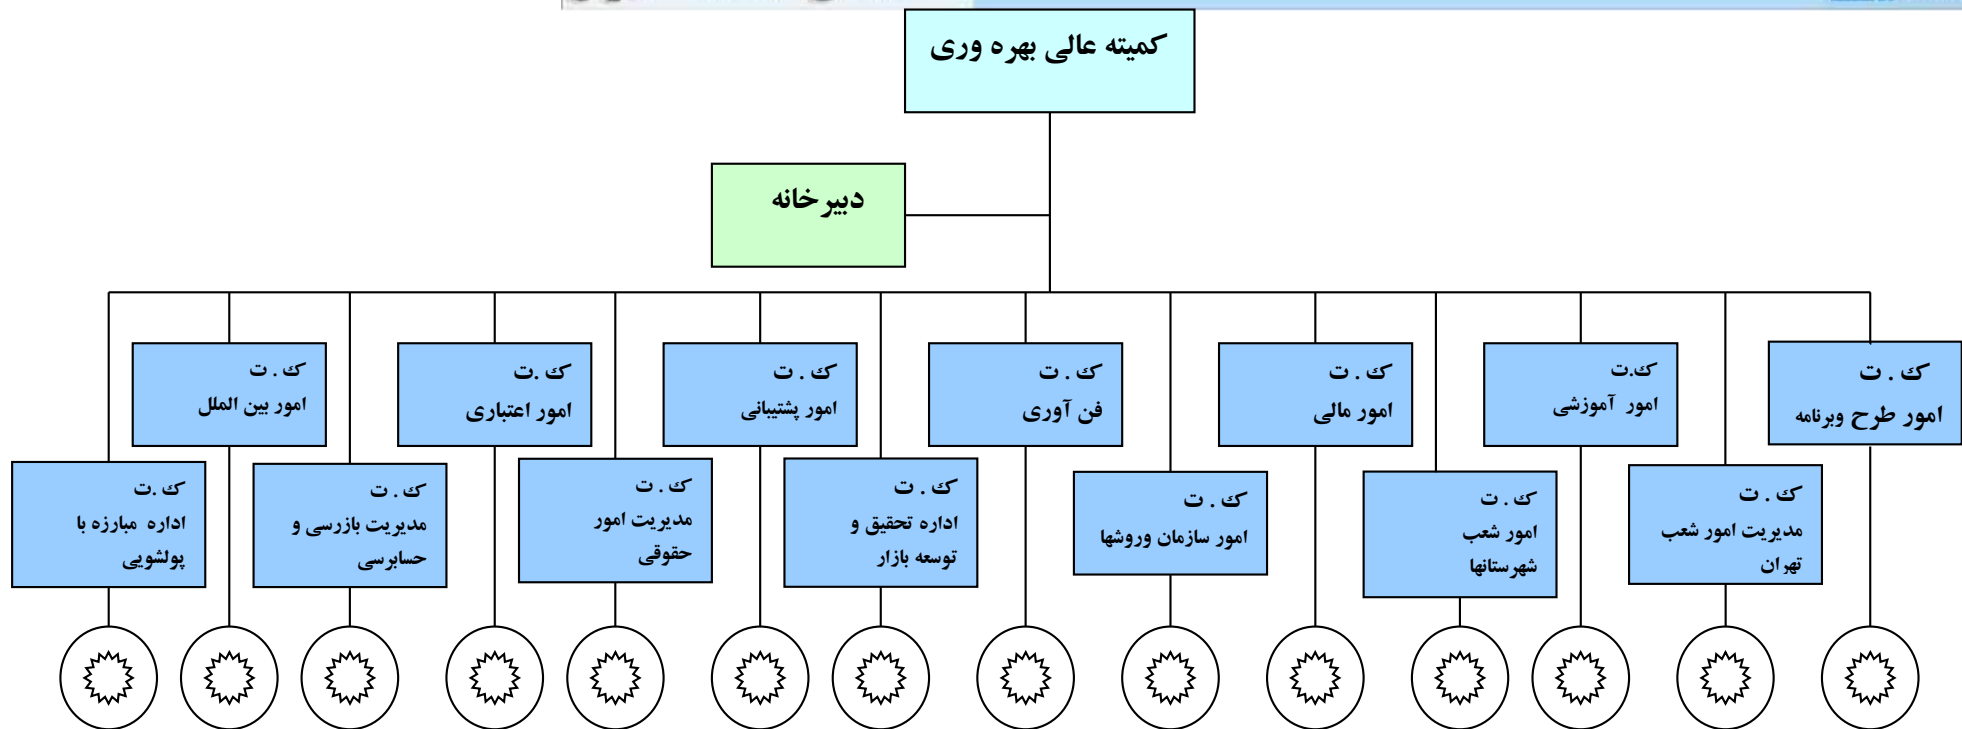 کمیته عالی بهره وری
دبیرخانه
ک . ت
امور طرح وبرنامه
ک.ت
امور آموزشی
ک . ت
امور مالی
ک . ت
فن آوری
ک . ت
امور پشتیبانی
ک .ت
امور اعتباری
ک . ت
امور بین الملل
ک . ت
مدیریت امور شعب
تهران
ک . ت
امور شعب
شهرستانها
ک . ت
امور سازمان وروشها
ک . ت
اداره تحقیق و
توسعه بازار
ک . ت
مدیریت امور
حقوقی
ک . ت
مدیریت بازرسی و
حسابرسی
ک .ت
اداره مبارزه با
پولشویی